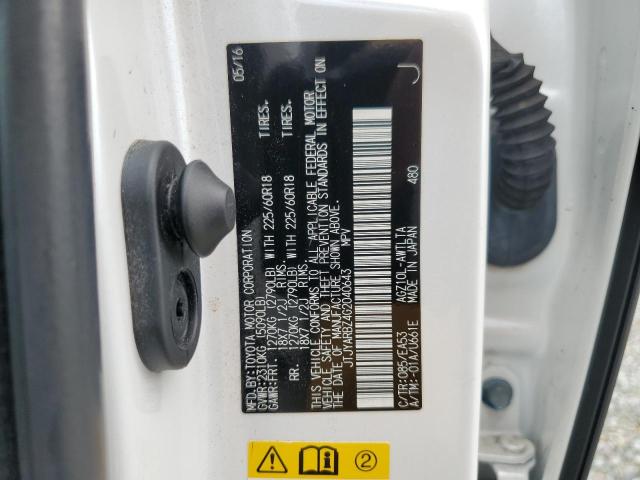 MFD.BY:TOYOTA MOTOR CORPORATION 05/16
GVWR:2310KG(5090LB)
GAWR:FRT. 1270KG (2790LB) WITH 225/60R18 TIRES.
18X7 1/2J RIMS.
RR. 1270KG (2790LB) WITH 225/60R18 TIRES.
18X7 1/2J RIMS.
THIS VEHICLE CONFORMS TO ALL APPLICABLE FEDERAL MOTOR
VEHICLE SAFETY AND THEFT PREVENTION STANDARDS IN EFFECT ON
THE DATE OF MANUFACTURE SHOWN ABOVE.
JTJYARBZ4G2040643 MPV
480
C/TR:085/EA53 AGZ10L-AWTLTA J
A/TM:-01A/U661E MADE IN JAPAN
2